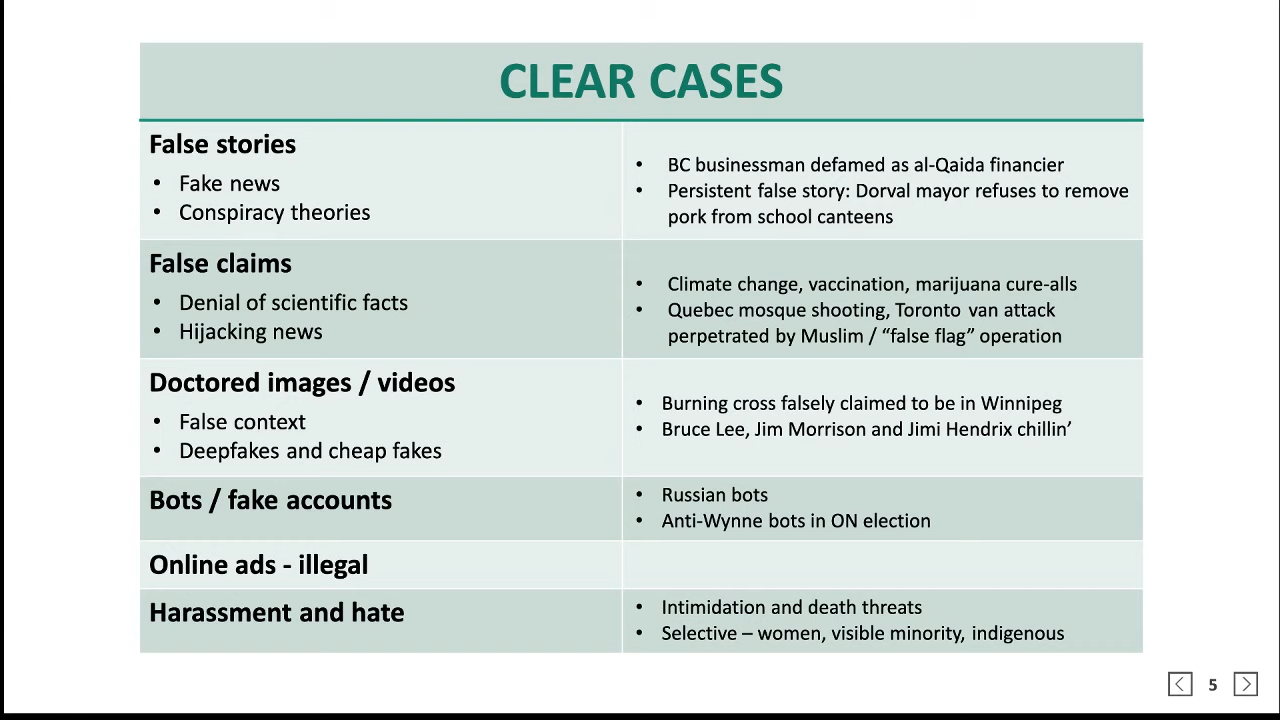 CLEAR CASES
False stories
• Fake news
• Conspiracy theories
• BC businessman defamed as al-Qaida financier
• Persistent false story: Dorval mayor refuses to remove
pork from school canteens
False claims
• Denial of scientific facts
• Hijacking news
• Climate change, vaccination, marijuana cure-alls
• Quebec mosque shooting, Toronto van attack
perpetrated by Muslim / “false flag” operation
Doctored images / videos
• False context
• Deepfakes and cheap fakes
• Burning cross falsely claimed to be in Winnipeg
• Bruce Lee, Jim Morrison and Jimi Hendrix chillin’
Bots / fake accounts
• Russian bots
• Anti-Wynne bots in ON election
Online ads - illegal
Harassment and hate
• Intimidation and death threats
• Selective – women, visible minority, indigenous
5